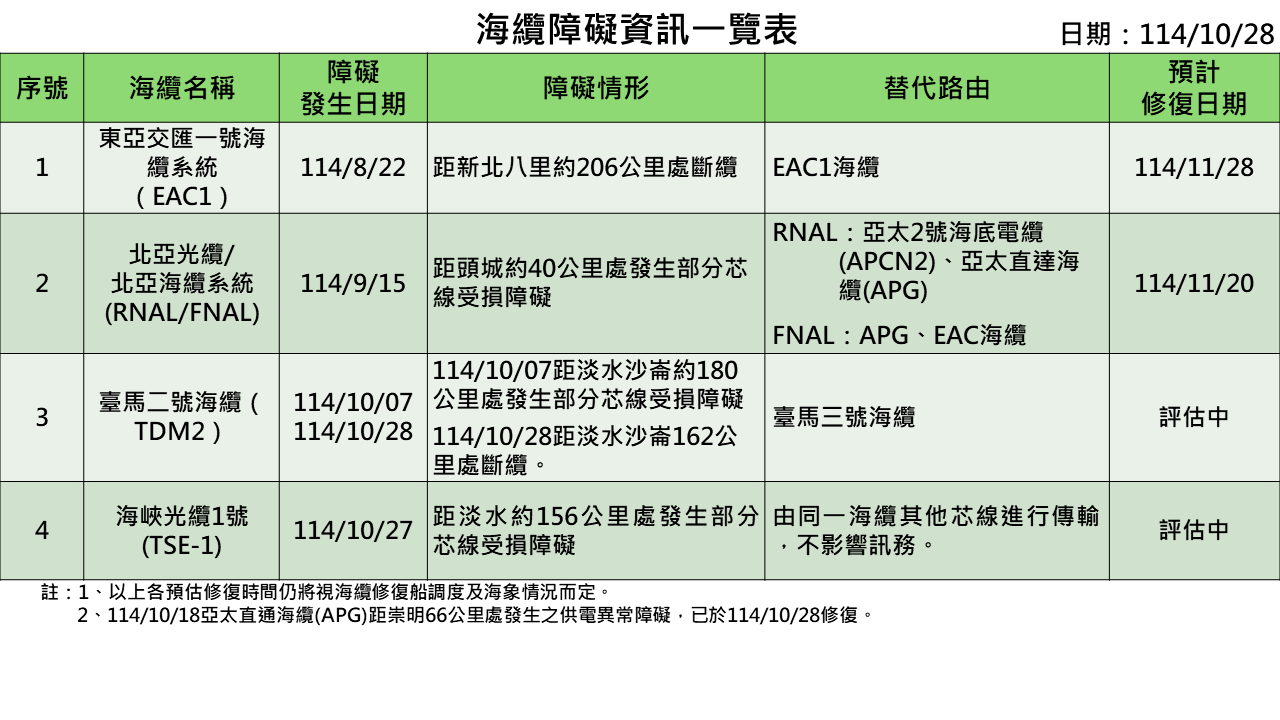 海纜障礙資訊一覽表
日期：114/10/28
序號
海纜名稱
障礙
發生日期
障礙情形
替代路由
預計
修復日期
1
東亞交匯一號海
纜系統
（EAC1）
114/8/22
距新北八里約206公里處斷纜
EAC1海纜
114/11/28
2
北亞光纜/
北亞海纜系統
(RNAL/FNAL)
114/9/15
距頭城約40公里處發生部分芯
線受損障礙
RNAL：亞太2號海底電纜
(APCN2)、亞太直達海
纜(APG)
FNAL：APG、EAC海纜
114/11/20
3
臺馬二號海纜（
TDM2）
114/10/07
114/10/28
114/10/07距淡水沙崙約180
公里處發生部分芯線受損障礙
114/10/28距淡水沙崙162公
里處斷纜。
臺馬三號海纜
評估中
4
海峽光纜1號
(TSE-1)
114/10/27
距淡水約156公里處發生部分
芯線受損障礙
由同一海纜其他芯線進行傳輸
，不影響訊務。
評估中
註：1、以上各預估修復時間仍將視海纜修復船調度及海象情況而定。
2、114/10/18亞太直通海纜(APG)距崇明66公里處發生之供電異常障礙，已於114/10/28修復。